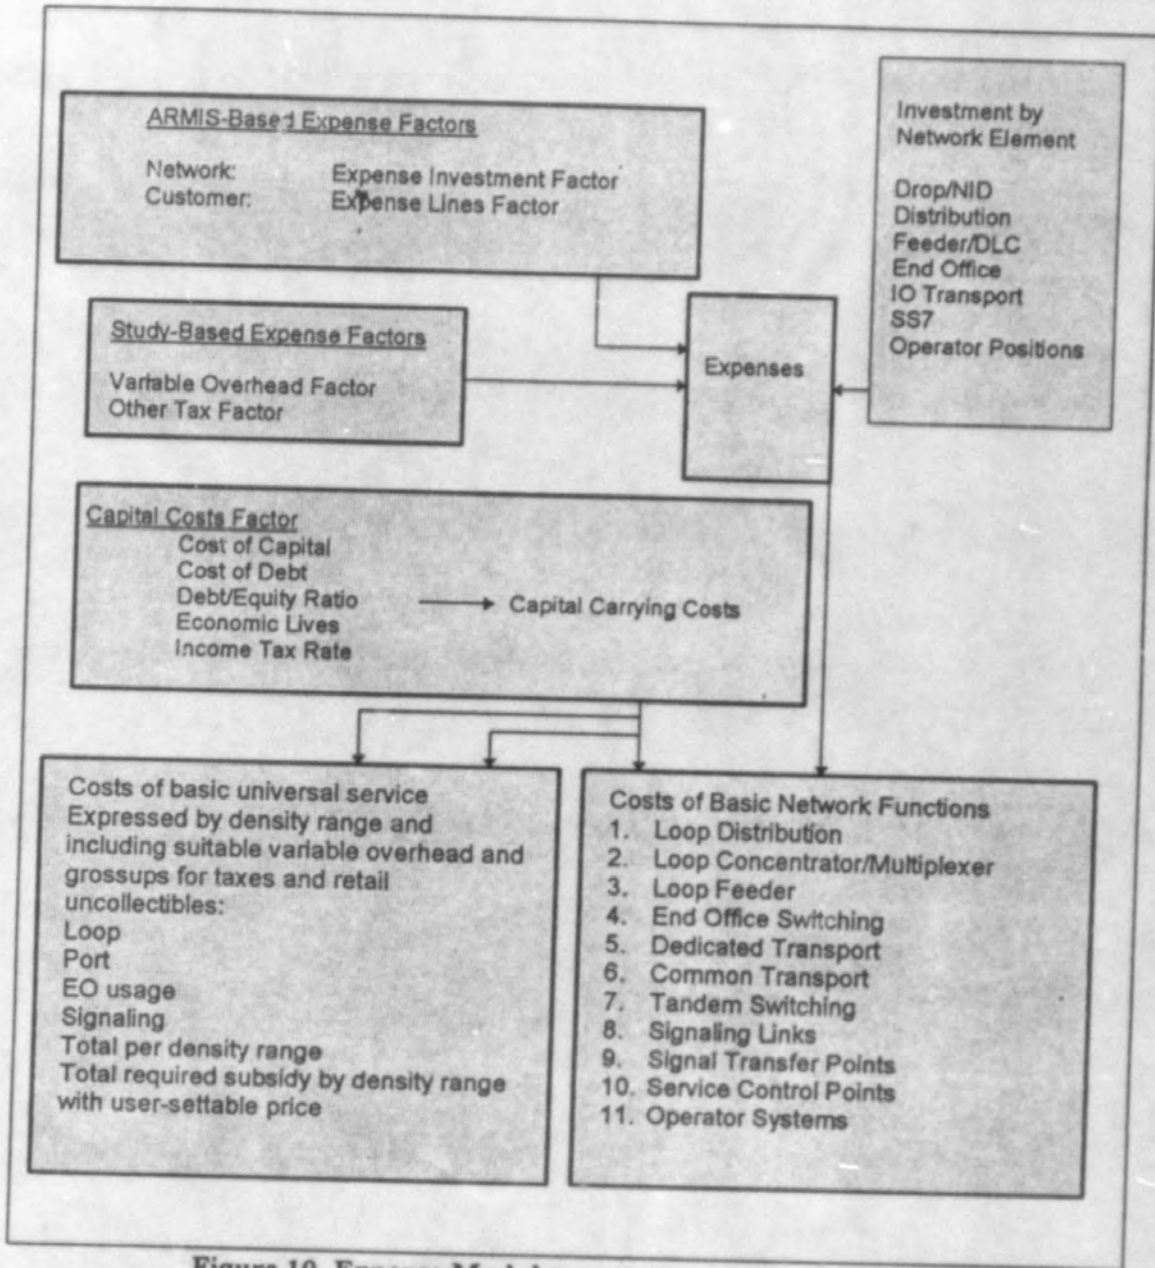 ARMIS-Based Expense Factors
Network: Expense Investment Factor
Customer: Expense Lines Factor
Study-Based Expense Factors
Variable Overhead Factor
Other Tax Factor
Expenses
Investment by
Network Element
Drop/NID
Distribution
Feeder/DLC
End Office
IO Transport
SS7
Operator Positions
Capital Costs Factor
Cost of Capital
Cost of Debt
Debt/Equity Ratio
Economic Lives
Income Tax Rate
Capital Carrying Costs
Costs of basic universal service
Expressed by density range and
including suitable variable overhead and
grossups for taxes and retail
uncollectibles:
Loop
Port
EO usage
Signaling
Total per density range
Total required subsidy by density range
with user-settable price
Costs of Basic Network Functions
1. Loop Distribution
2. Loop Concentrator/Multiplexer
3. Loop Feeder
4. End Office Switching
5. Dedicated Transport
6. Common Transport
7. Tandem Switching
8. Signaling Links
9. Signal Transfer Points
10. Service Control Points
11. Operator Systems
Figure 10 Expense Module